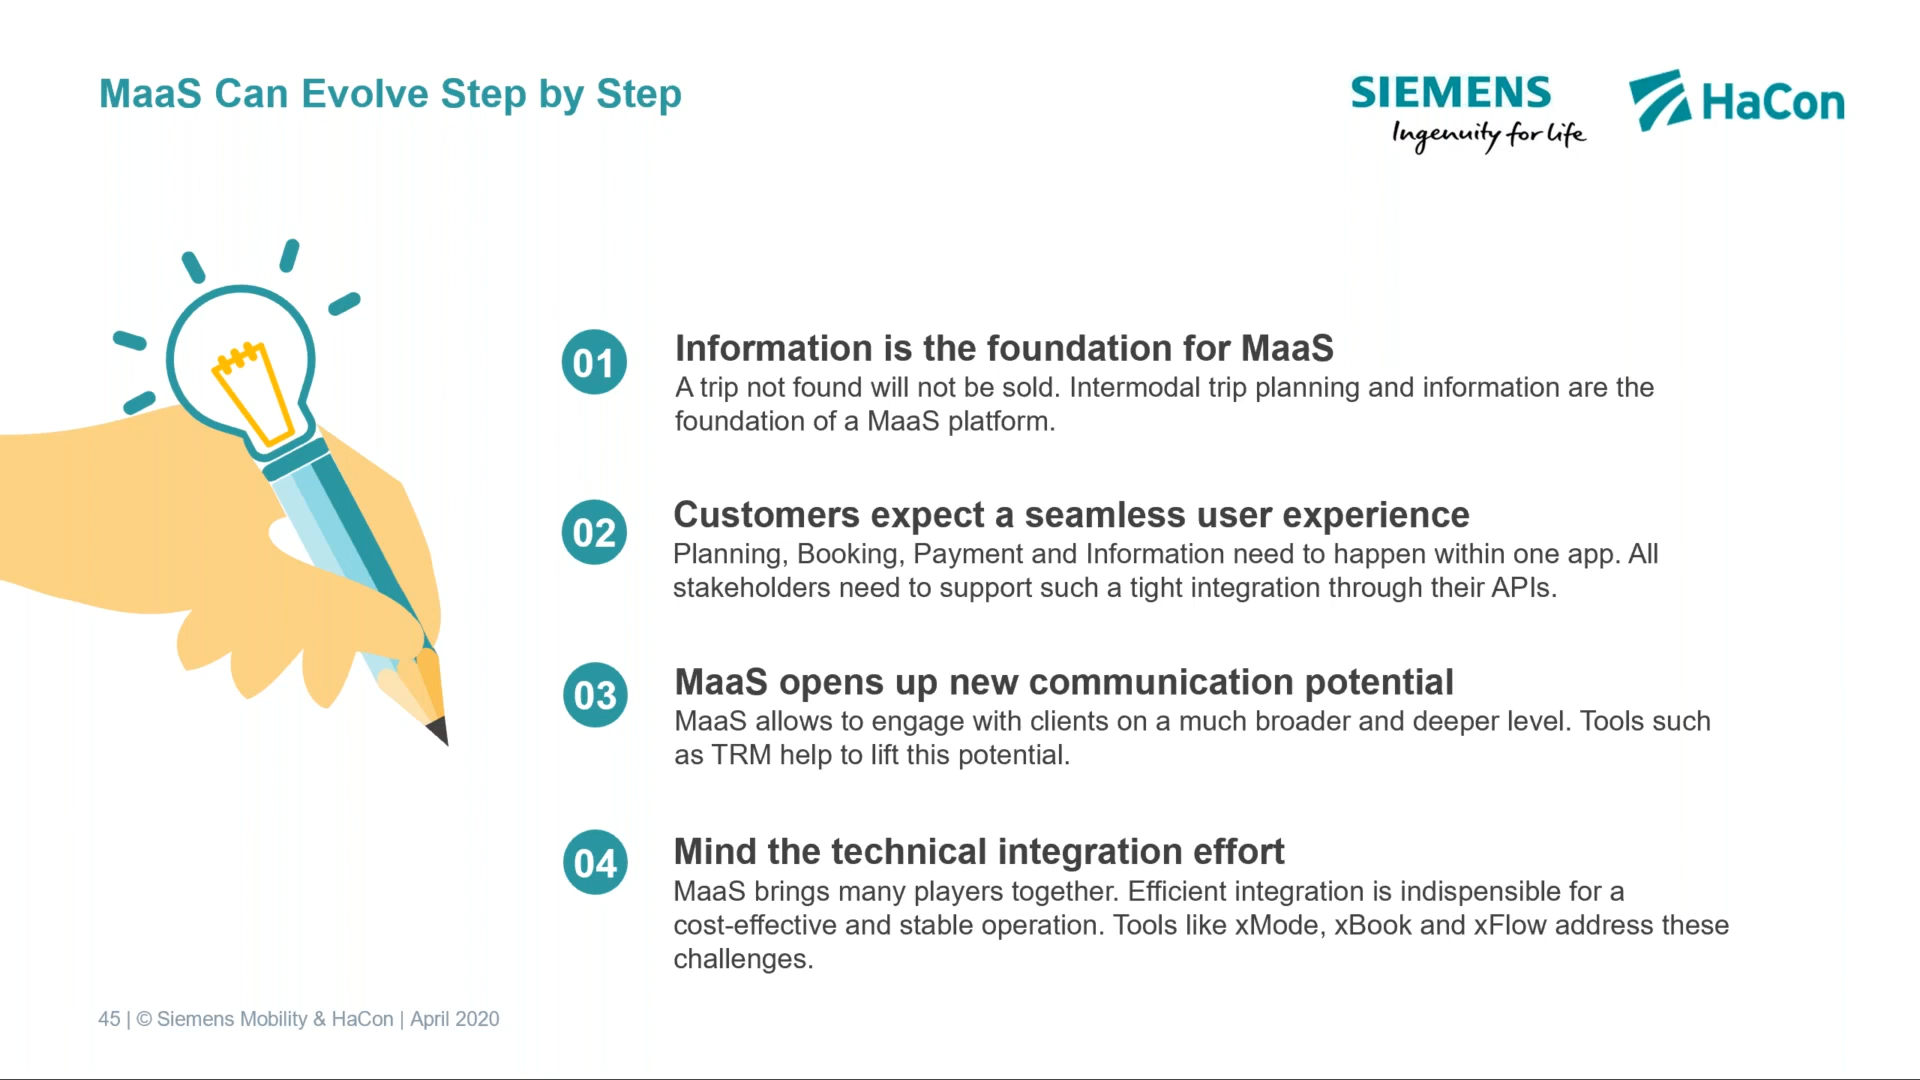 MaaS Can Evolve Step by Step
SIEMENS
Ingenuity for life
HaCon
01
Information is the foundation for MaaS
A trip not found will not be sold. Intermodal trip planning and information are the
foundation of a MaaS platform.
02
Customers expect a seamless user experience
Planning, Booking, Payment and Information need to happen within one app. All
stakeholders need to support such a tight integration through their APIs.
03
MaaS opens up new communication potential
MaaS allows to engage with clients on a much broader and deeper level. Tools such
as TRM help to lift this potential.
04
Mind the technical integration effort
MaaS brings many players together. Efficient integration is indispensible for a
cost-effective and stable operation. Tools like xMode, xBook and xFlow address these
challenges.
45 | © Siemens Mobility & HaCon | April 2020